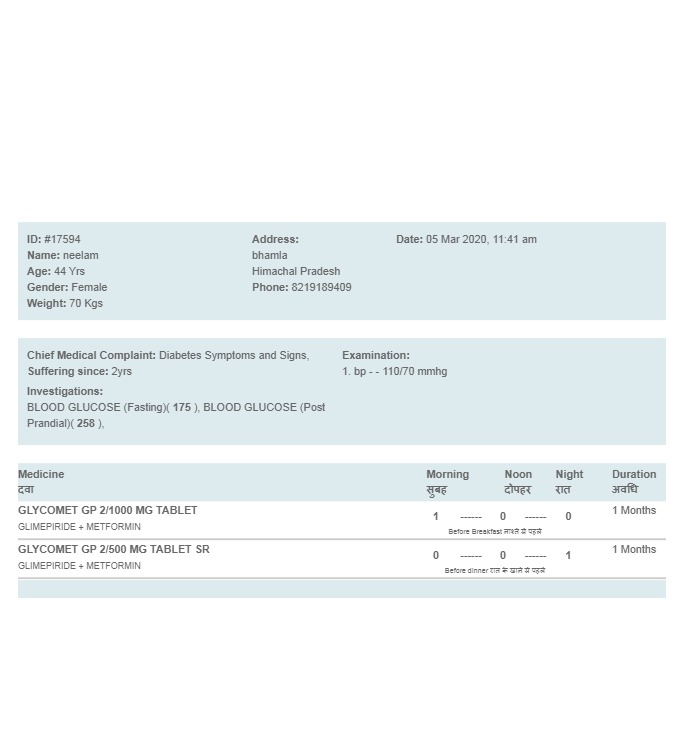 ID: #17594
Name: neelam
Age: 44 Yrs
Gender: Female
Weight: 70 Kgs
Address:
bhamla
Himachal Pradesh
Phone: 8219189409
Date: 05 Mar 2020, 11:41 am
Chief Medical Complaint: Diabetes Symptoms and Signs,
Suffering since: 2yrs
Investigations:
BLOOD GLUCOSE (Fasting)( 175 ), BLOOD GLUCOSE (Post
Prandial)( 258 ),
Examination:
1. bp - - 110/70 mmhg
Medicine Morning Noon Night Duration
दवा सुबह दोपहर रात अवधि
GLYCOMET GP 2/1000 MG TABLET
GLIMEPIRIDE + METFORMIN
1 ------ 0 ------ 0
Before Breakfast नाश्ते से पहले
1 Months
GLYCOMET GP 2/500 MG TABLET SR
GLIMEPIRIDE + METFORMIN
0 ------ 0 ------ 1
Before dinner रात के खाने से पहले
1 Months